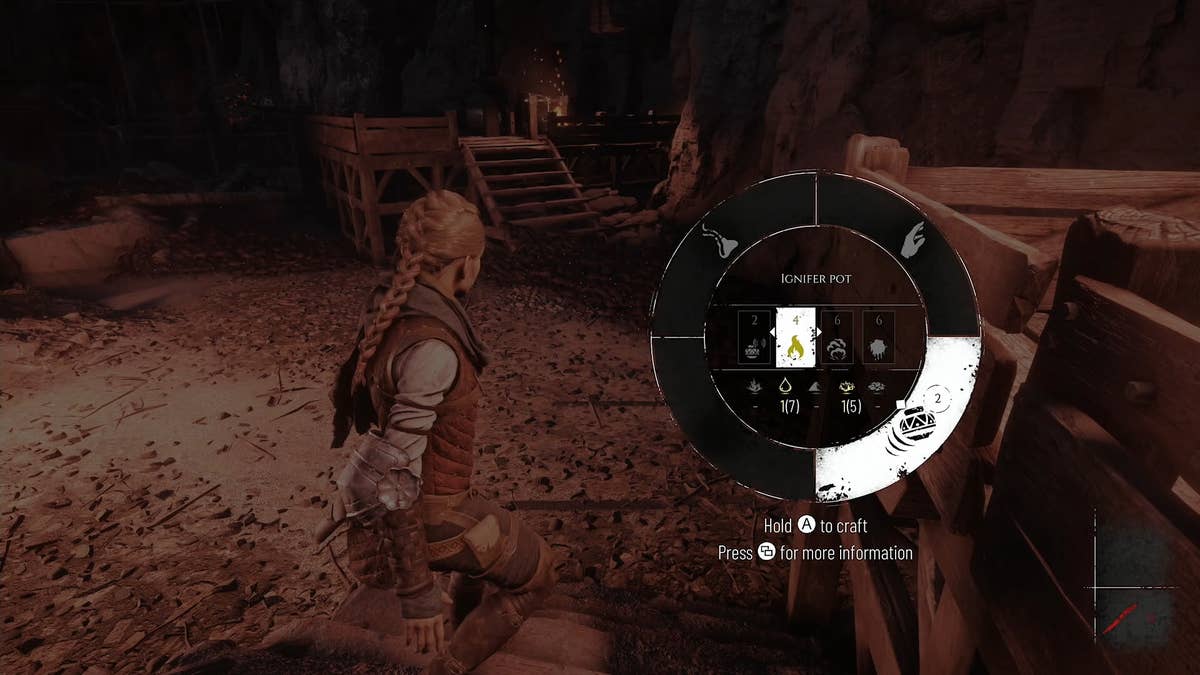 IGNIFER POT
2 4 6 6
- 1(7) - 1(5) -
2
Hold A to craft
Press for more information